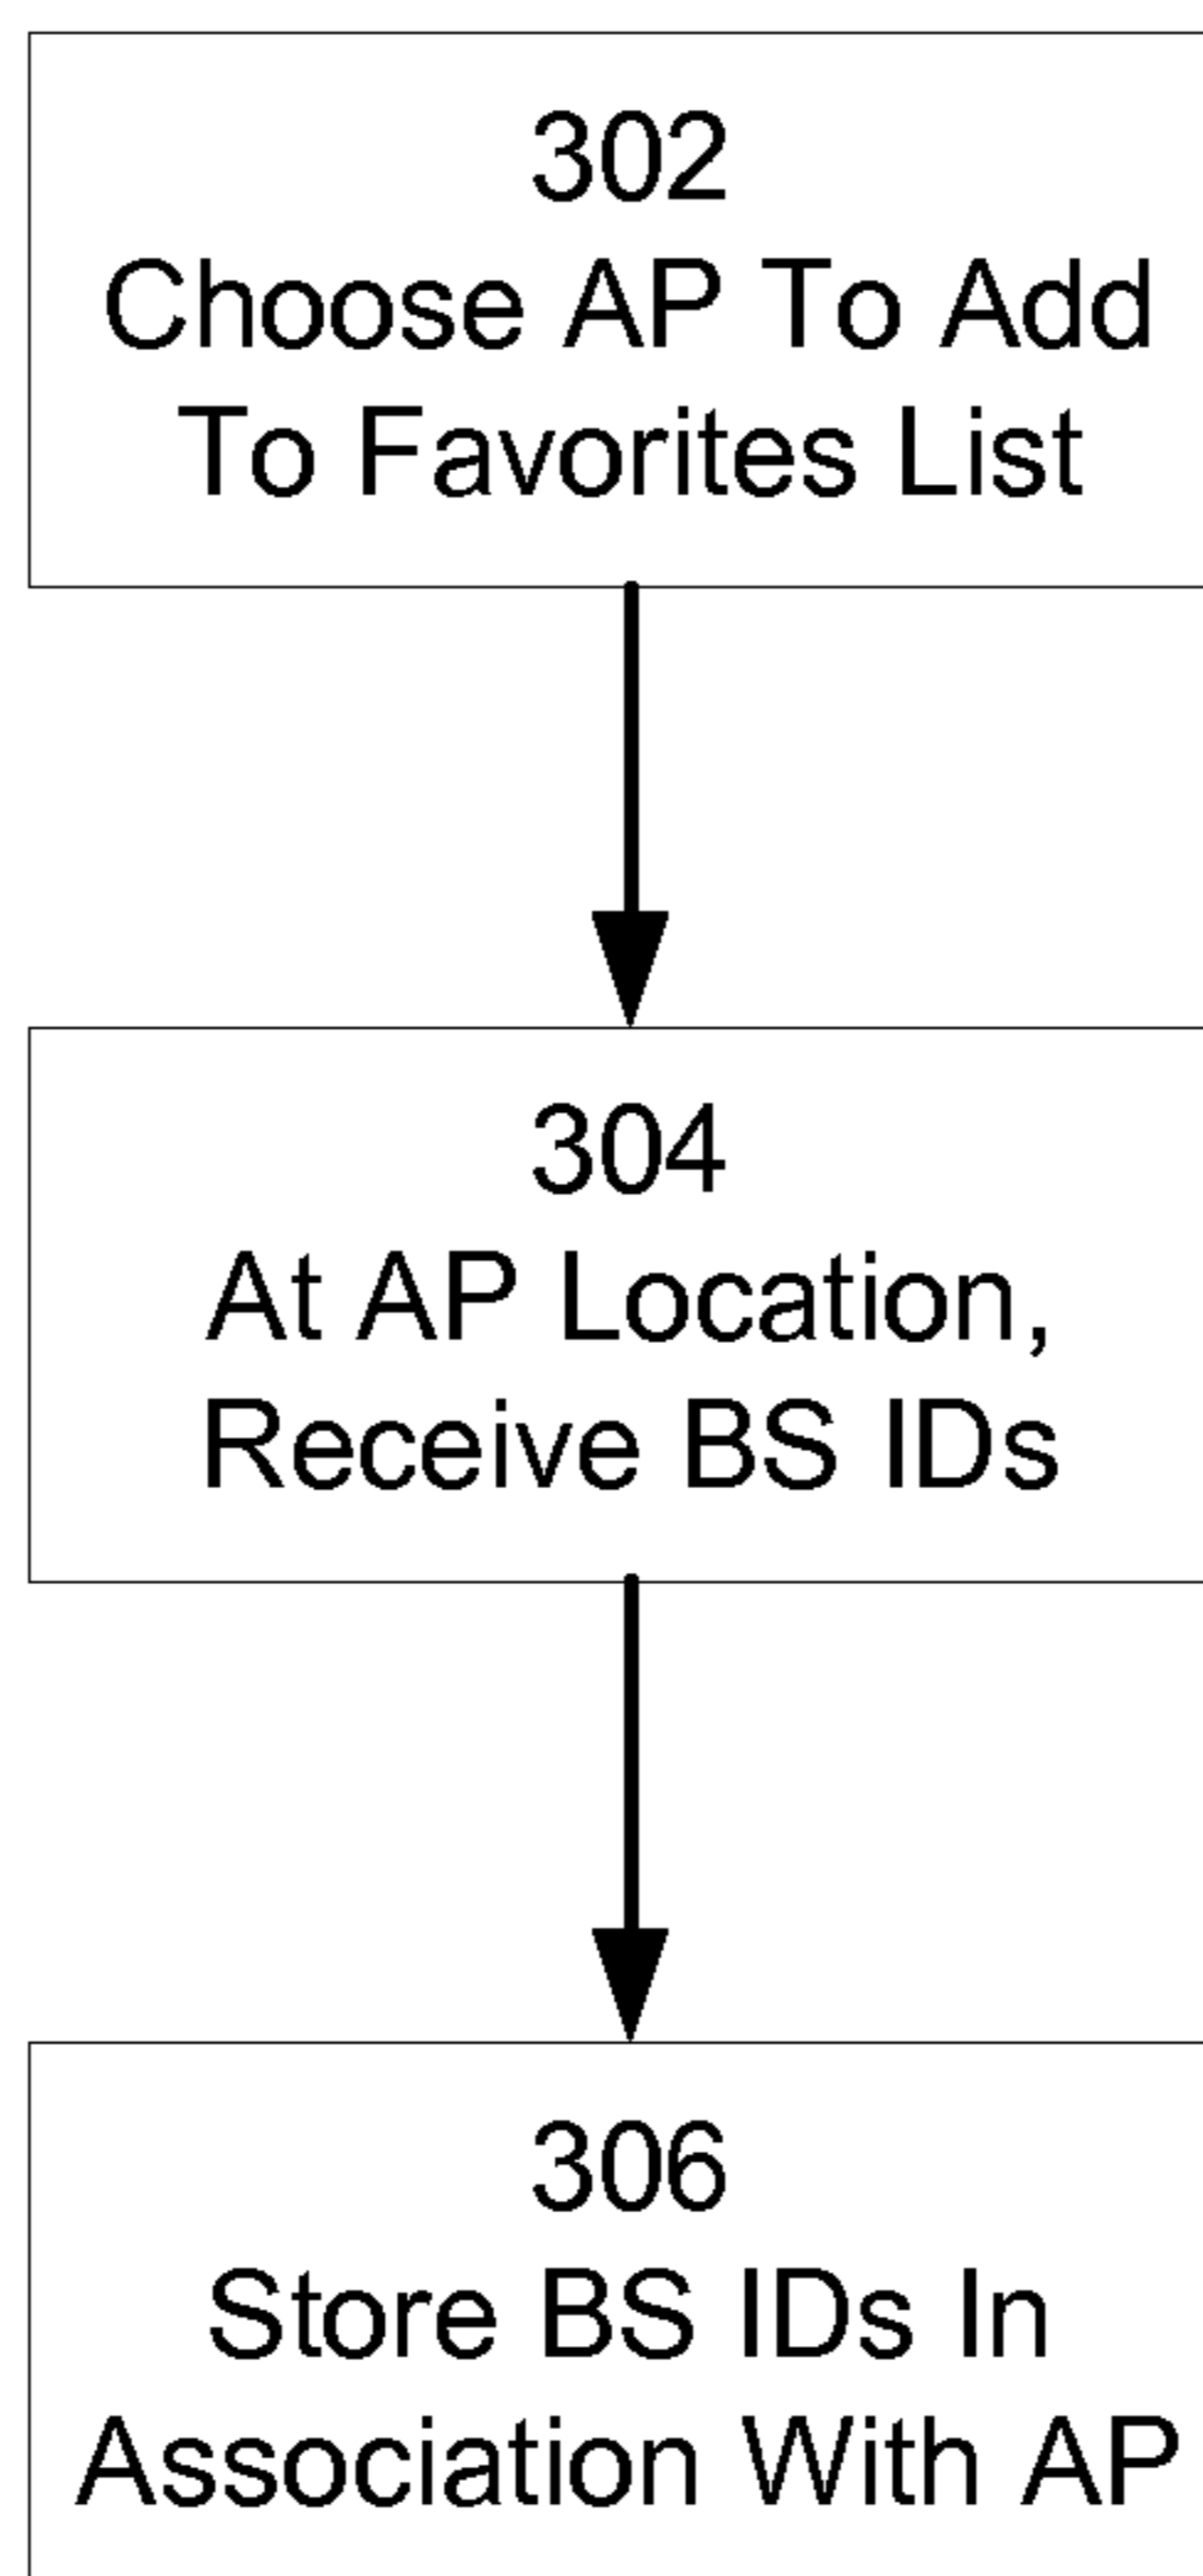 302
Choose AP To Add
To Favorites List
304
At AP Location,
Receive BS IDs
306
Store BS IDs In
Association With AP